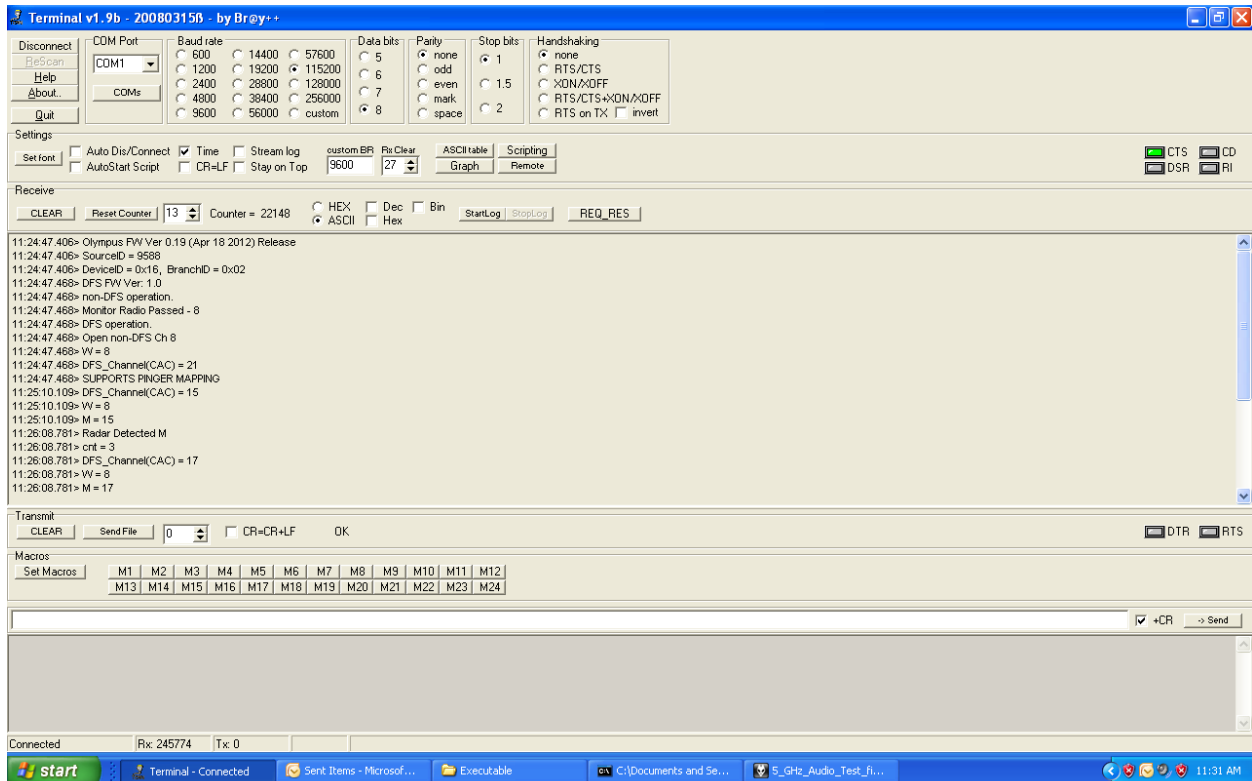 Terminal v1.9b - 20080315ß - by Br@y++
Disconnect
ReScan
Help
About..
Quit
COM Port
COM1
COMs
Baud rate
600 14400 57600
1200 19200 115200
2400 28800 128000
4800 38400 256000
9600 56000 custom
Data bits
5
6
7
8
Parity
none
odd
even
mark
space
Stop bits
1
1.5
2
Handshaking
none
RTS/CTS
XON/XOFF
RTS/CTS+XON/XOFF
RTS on TX invert
Settings
Set font
Auto Dis/Connect Time Stream log
AutoStart Script CR=LF Stay on Top
custom BR Rx Clear
9600 27
ASCII table Scripting
Graph Remote
CTS CD
DSR RI
Receive
CLEAR Reset Counter 13 Counter = 22148
HEX Dec Bin
ASCII Hex
StartLog StopLog REQ_RES
11:24:47.406> Olympus FW Ver 0.19 (Apr 18 2012) Release
11:24:47.406> SourceID = 9588
11:24:47.406> DeviceID = 0x16, BranchID = 0x02
11:24:47.468> DFS FW Ver: 1.0
11:24:47.468> non-DFS operation.
11:24:47.468> Monitor Radio Passed - 8
11:24:47.468> DFS operation.
11:24:47.468> Open non-DFS Ch 8
11:24:47.468> W = 8
11:24:47.468> DFS_Channel(CAC) = 21
11:24:47.468> SUPPORTS PINGER MAPPING
11:25:10.109> DFS_Channel(CAC) = 15
11:25:10.109> W = 8
11:25:10.109> M = 15
11:26:08.781> Radar Detected M
11:26:08.781> cnt = 3
11:26:08.781> DFS_Channel(CAC) = 17
11:26:08.781> W = 8
11:26:08.781> M = 17
Transmit
CLEAR Send File 0 CR=CR+LF OK
DTR RTS
Macros
Set Macros
M1 M2 M3 M4 M5 M6 M7 M8 M9 M10 M11 M12
M13 M14 M15 M16 M17 M18 M19 M20 M21 M22 M23 M24
+CR -> Send
Connected Rx: 245774 Tx: 0
start Terminal - Connected Sent Items - Microsof... Executable C:\Documents and Se... 5_GHz_Audio_Test_fi... 11:31 AM